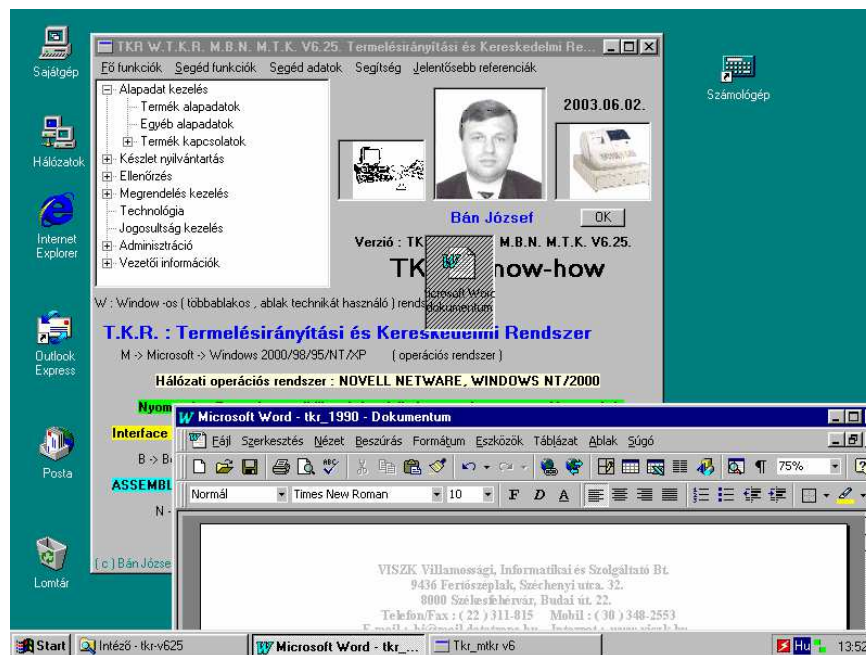 Sajátgép
Hálózatok
Internet
Explorer
Outlook
Express
Posta
Lomtár
Számológép
TKR W.T.K.R. M.B.N. M.T.K. V6.25. Termelésirányítási és Kereskedelmi Re...
Fő funkciók Segéd funkciók Segéd adatok Segítség Jelentősebb referenciák
Alapadat kezelés
Termék alapadatok
Egyéb alapadatok
Termék kapcsolatok
Készlet nyilvántartás
Ellenőrzés
Megrendelés kezelés
Technológia
Jogosultság kezelés
Adminisztráció
Vezetői információk
2003.06.02.
Bán József
OK
Verzió : TK M.B.N. M.T.K. V6.25.
TK now-how
Microsoft Word
dokumentum
W : Window -os ( többablakos , ablak technikát használó ) rends
T.K.R. : Termelésirányítási és Kereskedelmi Rendszer
M -> Microsoft -> Windows 2000/98/95/NT/XP ( operációs rendszer )
Hálózati operációs rendszer : NOVELL NETWARE, WINDOWS NT/2000
Nyom
Interface
B -> B
ASSEMBL
N -
( c ) Bán József
Microsoft Word - tkr_1990 - Dokumentum
Fájl Szerkesztés Nézet Beszúrás Formátum Eszközök Táblázat Ablak Súgó
75%
Normál Times New Roman 10 F D A
VISZK Villamossági, Informatikai és Szolgáltató Bt.
9436 Fertőszéplak, Széchenyi utca. 32.
8000 Székesfehérvár, Budai út. 22.
Telefon/Fax : ( 22 ) 311-815 Mobil : ( 30 ) 348-2553
Start Intéző - tkr-v625 Microsoft Word - tkr_... Tkr_mtkr v6 Hu 13:52